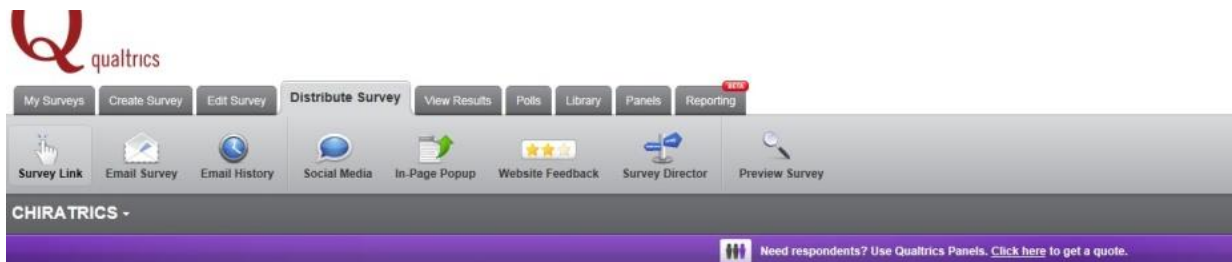 Q
qualtrics
BETA
My Surveys Create Survey Edit Survey Distribute Survey View Results Polls Library Panels Reporting
Survey Link Email Survey Email History Social Media In-Page Popup Website Feedback Survey Director Preview Survey
CHIRATRICS
Need respondents? Use Qualtrics Panels. Click here to get a quote.